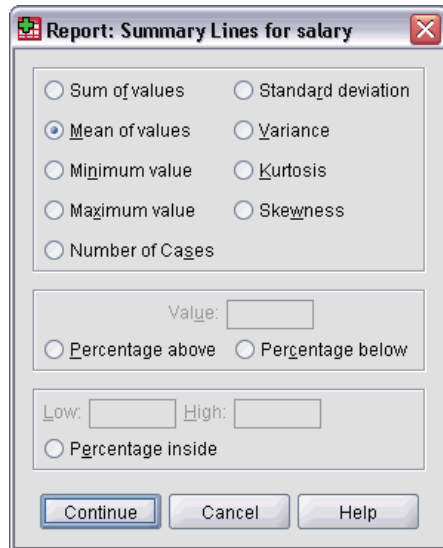 Report: Summary Lines for salary
Sum of values Standard deviation
Mean of values Variance
Minimum value Kurtosis
Maximum value Skewness
Number of Cases
Value:
Percentage above Percentage below
Low: High:
Percentage inside
Continue Cancel Help